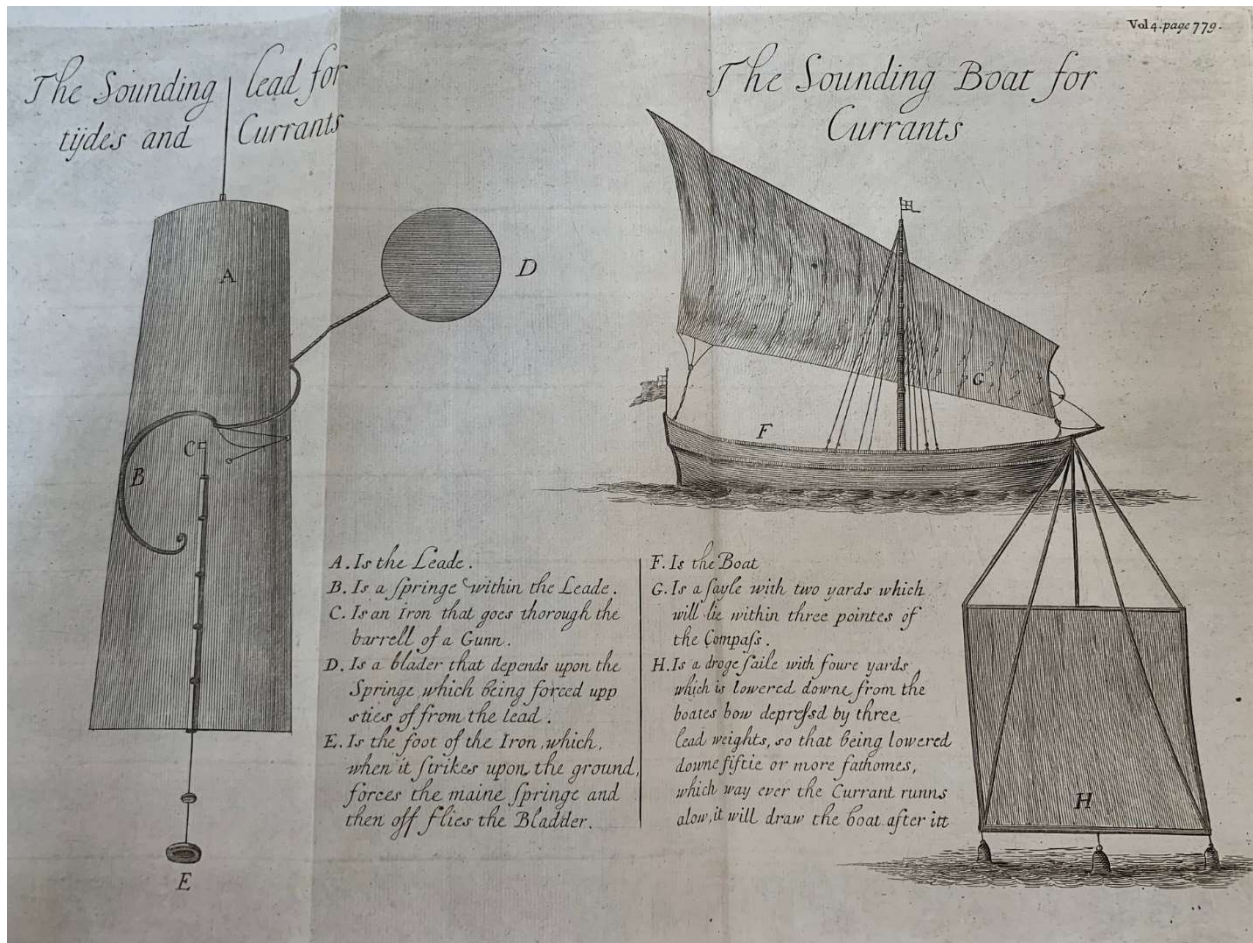 Vol 4. page 779.
The Sounding lead for
tijdes and Currants
A
D
B
C
E
A. Is the Leade.
B. Is a springe within the Leade.
C. Is an Iron that goes thorough the
barrell of a Gunn.
D. Is a blader that depends upon the
Springe which being forced upp
sties of from the lead.
E. Is the foot of the Iron, which,
when it strikes upon the ground,
forces the maine springe and
then off flies the Bladder.
The Sounding Boat for
Currants
G
F
H
F. Is the Boat
G. Is a sayle with two yards which
will lie within three pointes of
the Compass.
H. Is a droge saile with foure yards
which is lowered downe from the
boates bow depressd by three
lead weights, so that being lowered
downe fiftie or more fathomes,
which way ever the Currant runns
alow, it will draw the boat after itt